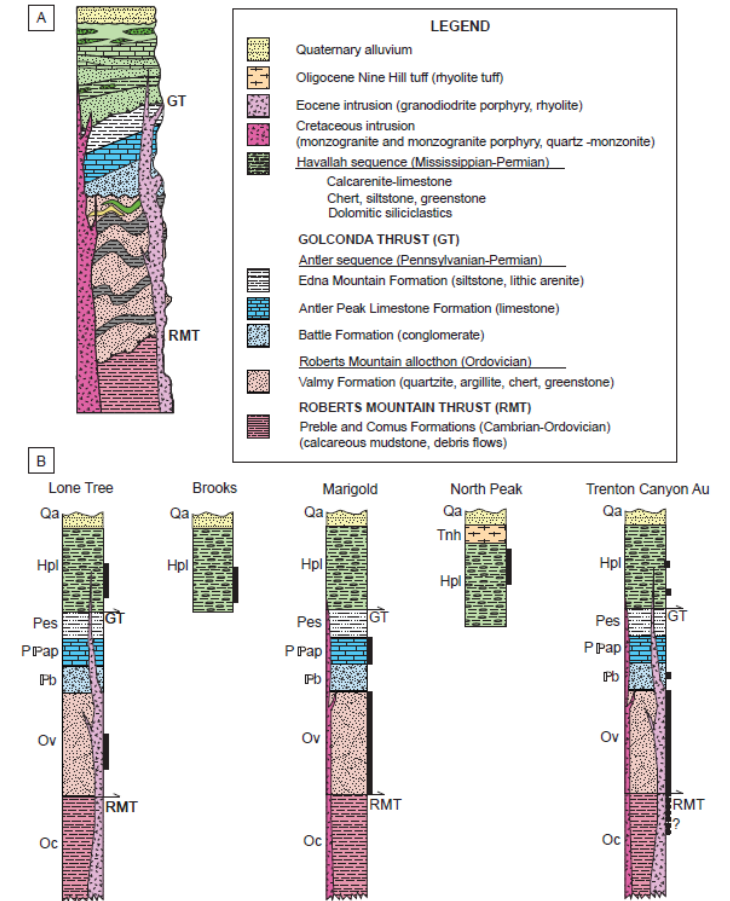 A
GT
RMT
LEGEND
Quaternary alluvium
Oligocene Nine Hill tuff (rhyolite tuff)
Eocene intrusion (granodiodrite porphyry, rhyolite)
Cretaceous intrusion
(monzogranite and monzogranite porphyry, quartz -monzonite)
Havallah sequence (Mississippian-Permian)
Calcarenite-limestone
Chert, siltstone, greenstone
Dolomitic siliciclastics
GOLCONDA THRUST (GT)
Antler sequence (Pennsylvanian-Permian)
Edna Mountain Formation (siltstone, lithic arenite)
Antler Peak Limestone Formation (limestone)
Battle Formation (conglomerate)
Roberts Mountain allocthon (Ordovician)
Valmy Formation (quartzite, argillite, chert, greenstone)
ROBERTS MOUNTAIN THRUST (RMT)
Preble and Comus Formations (Cambrian-Ordovician)
(calcareous mudstone, debris flows)
B
Lone Tree
Qa
Hpl
GT
Pes
PℙPap
ℙPb
Ov
RMT
Oc
Brooks
Qa
Hpl
Marigold
Qa
Hpl
GT
Pes
PℙPap
ℙPb
Ov
RMT
Oc
North Peak
Qa
Tnh
Hpl
Trenton Canyon Au
Qa
Hpl
GT
Pes
PℙPap
ℙPb
Ov
RMT
?
Oc